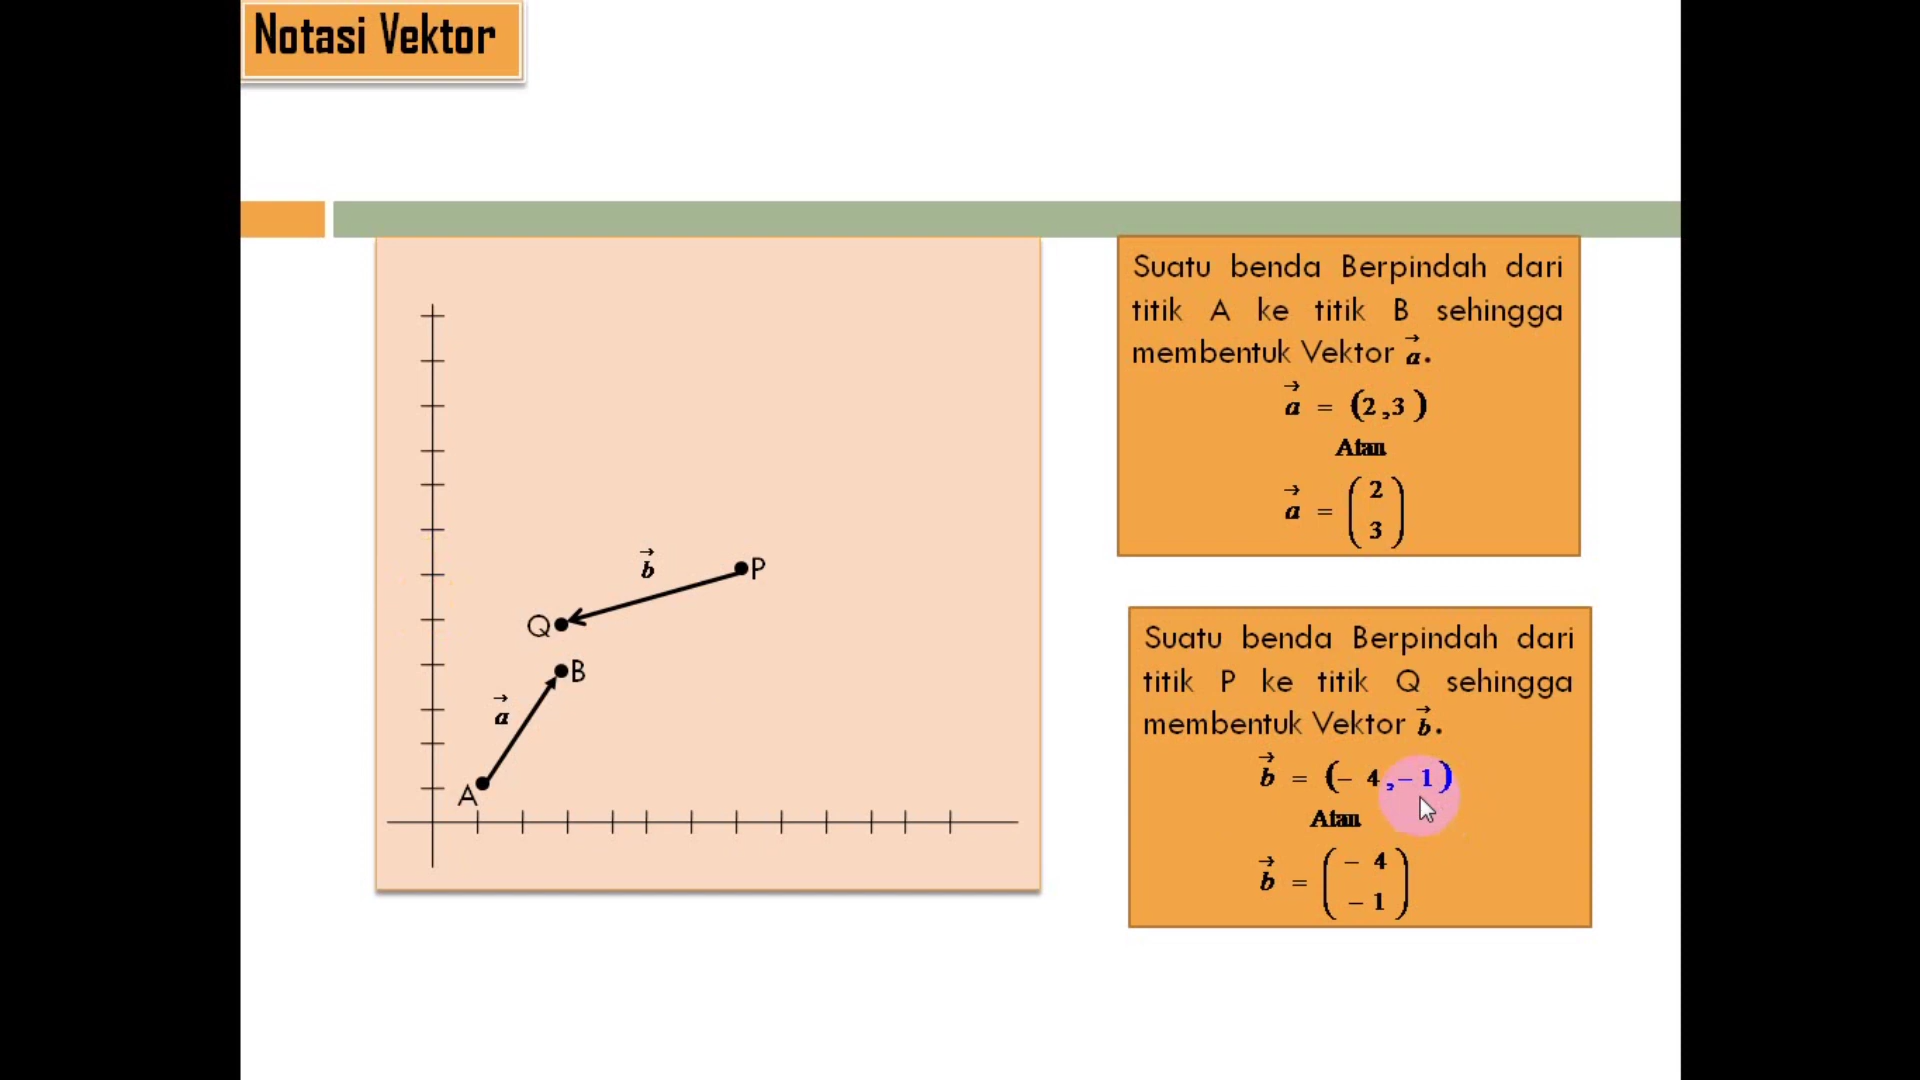 Notasi Vektor
b
P
Q
B
a
A
Suatu benda Berpindah dari
titik A ke titik B sehingga
membentuk Vektor a⃗.
a⃗ = (2,3)
Atau
a⃗ = (2
3)
Suatu benda Berpindah dari
titik P ke titik Q sehingga
membentuk Vektor b⃗.
b⃗ = (– 4,– 1)
Atau
b⃗ = (– 4
– 1)